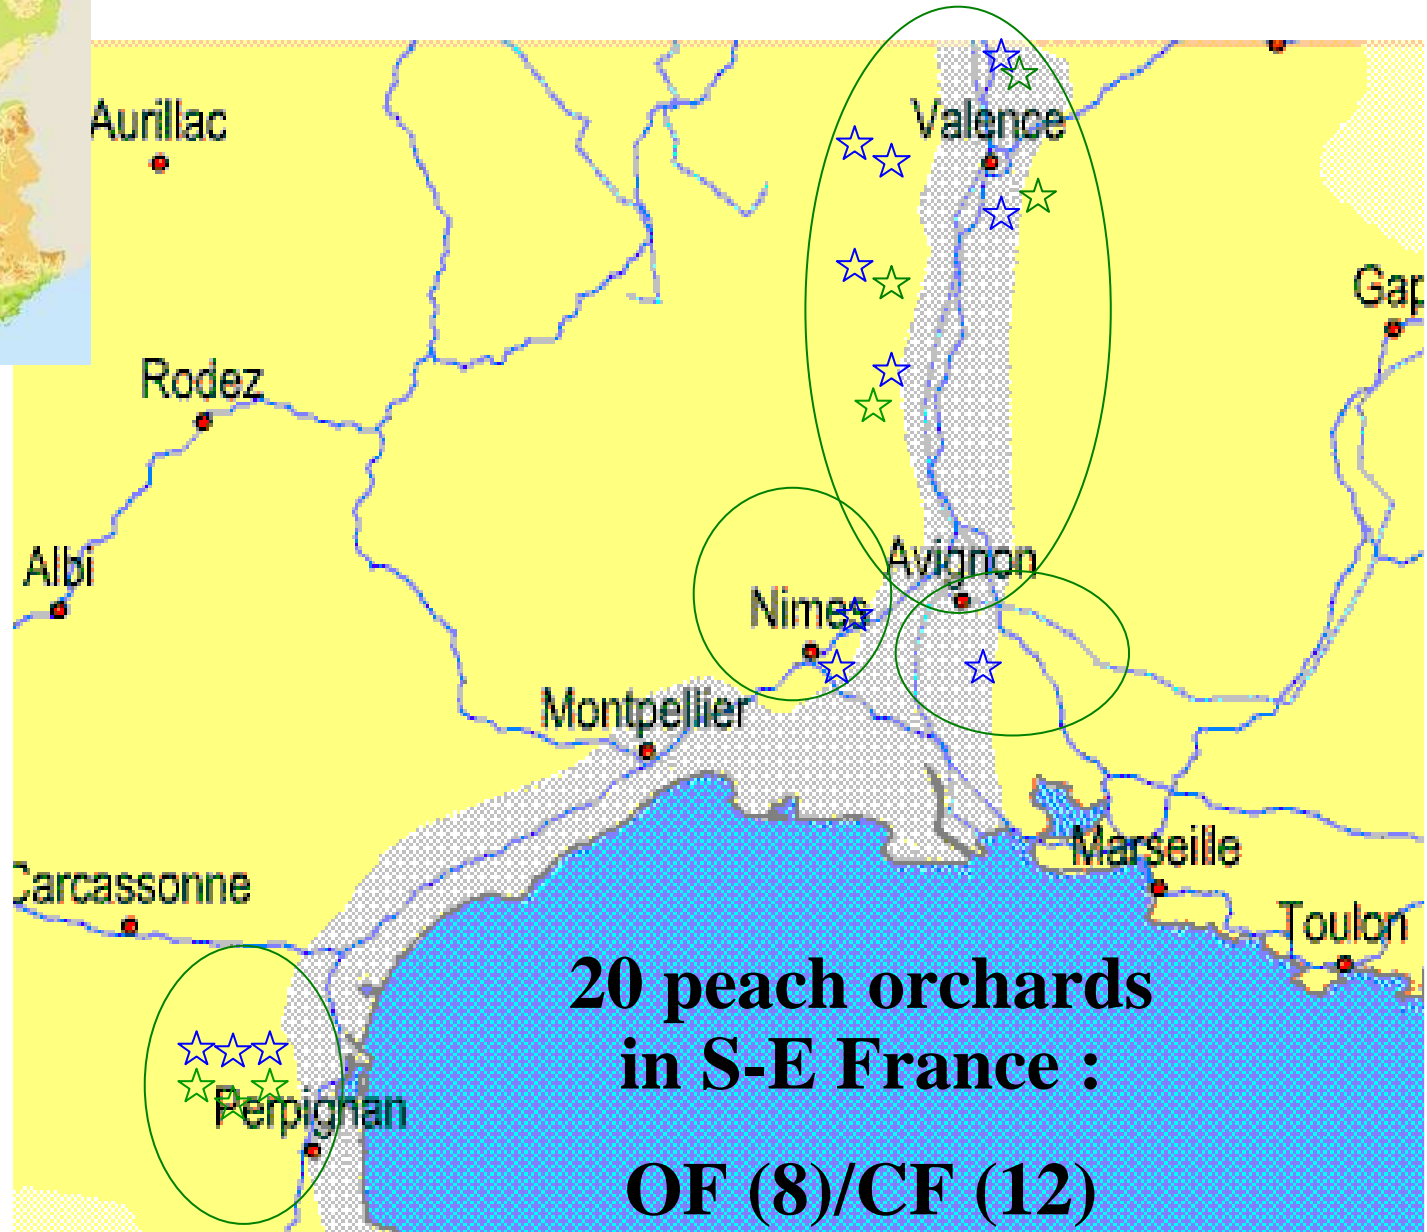 Aurillac
Valence
Gap
Rodez
Albi
Avignon
Nimes
Montpellier
Marseille
Carcassonne
Toulon
Perpignan
20 peach orchards
in S-E France :
OF (8)/CF (12)